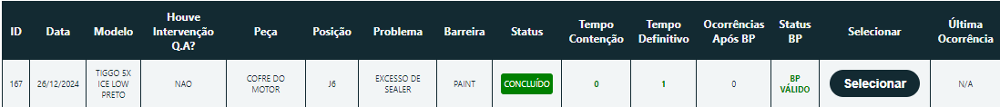 ID Data Modelo Houve Intervenção Q.A? Peça Posição Problema Barreira Status Tempo Contenção Tempo Definitivo Ocorrências Após BP Status BP Selecionar Última Ocorrência
167 26/12/2024 TIGGO 5X ICE LOW PRETO NAO COFRE DO MOTOR J6 EXCESSO DE SEALER PAINT CONCLUÍDO 0 1 0 BP VÁLIDO Selecionar N/A